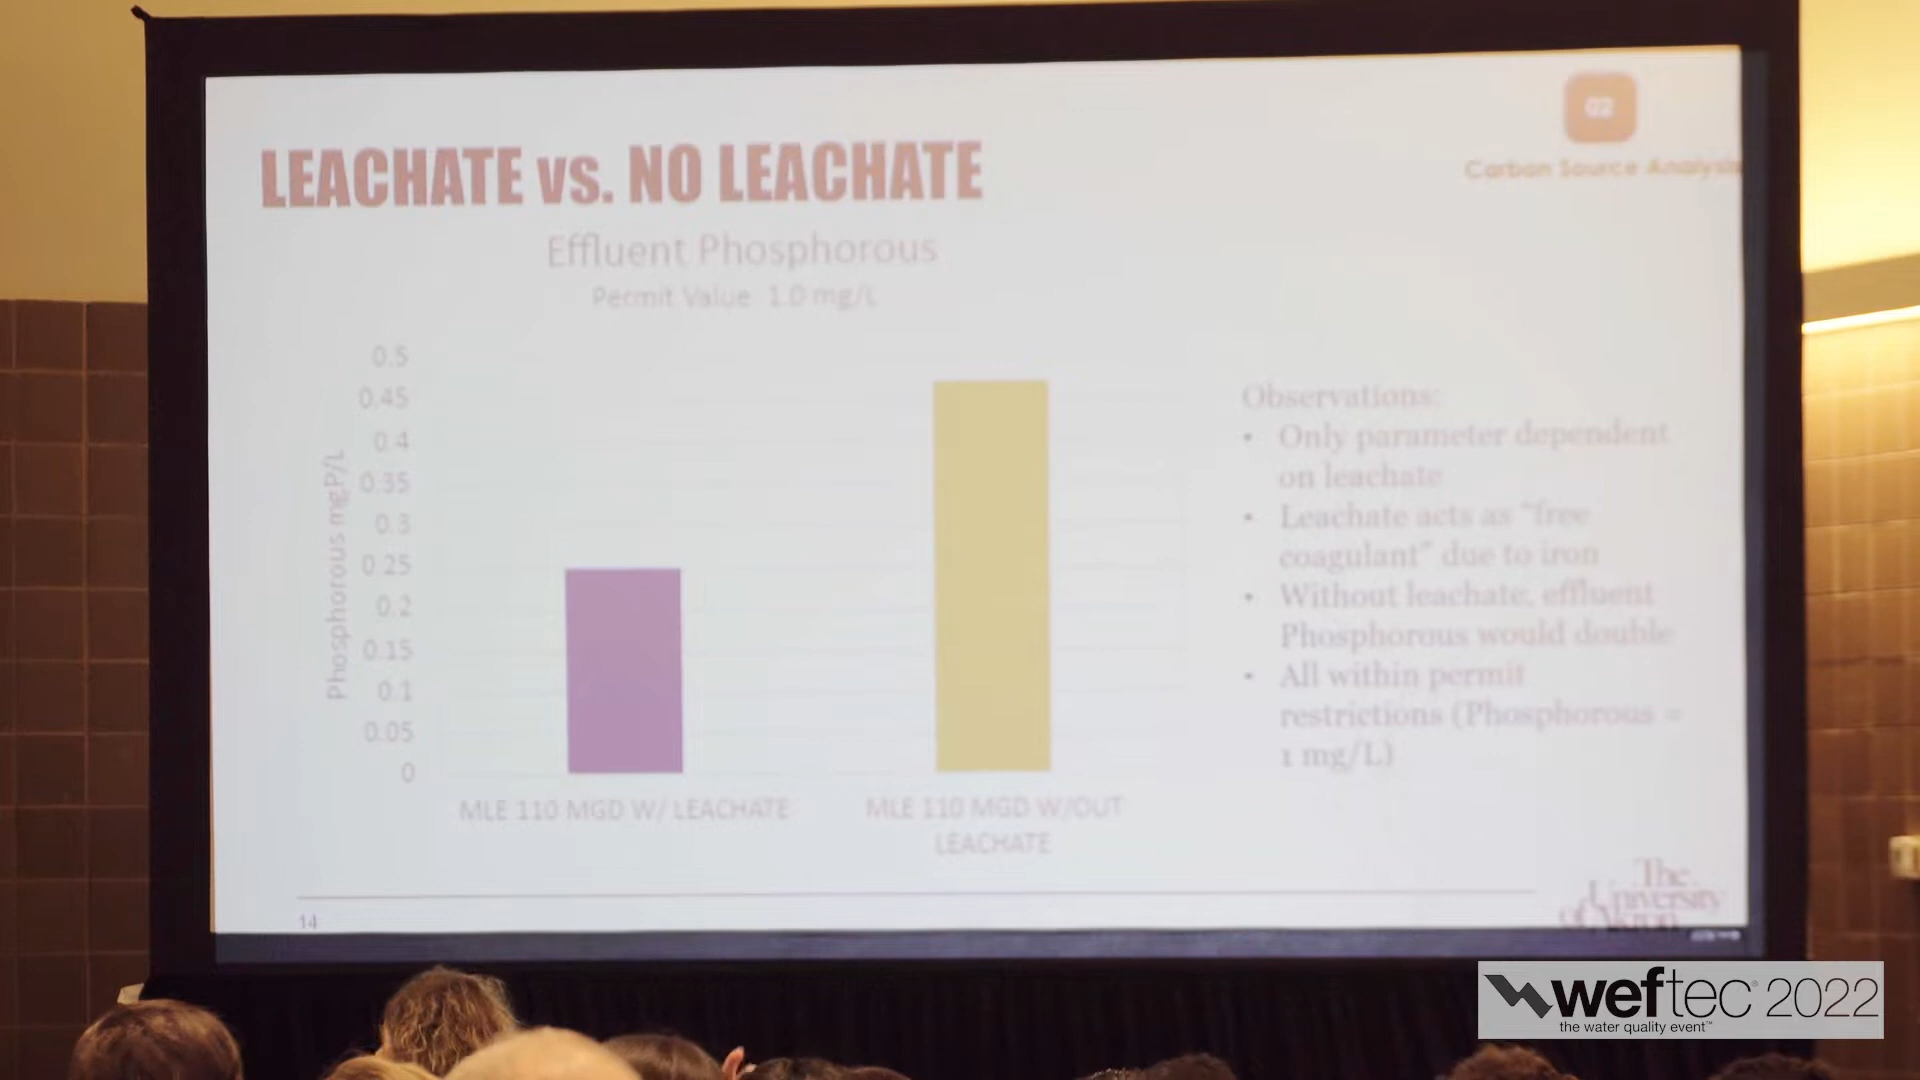 02
Carbon Source Analysis
LEACHATE vs. NO LEACHATE
Effluent Phosphorous
Permit Value 1.0 mg/L
Phosphorous mgP/L
0.5
0.45
0.4
0.35
0.3
0.25
0.2
0.15
0.1
0.05
0
MLE 110 MGD W/ LEACHATE
MLE 110 MGD W/OUT
LEACHATE
Observations:
• Only parameter dependent
on leachate
• Leachate acts as "free
coagulant" due to iron
• Without leachate, effluent
Phosphorous would double
• All within permit
restrictions (Phosphorous =
1 mg/L)
14
The
University
of Akron
weftec 2022
the water quality event™